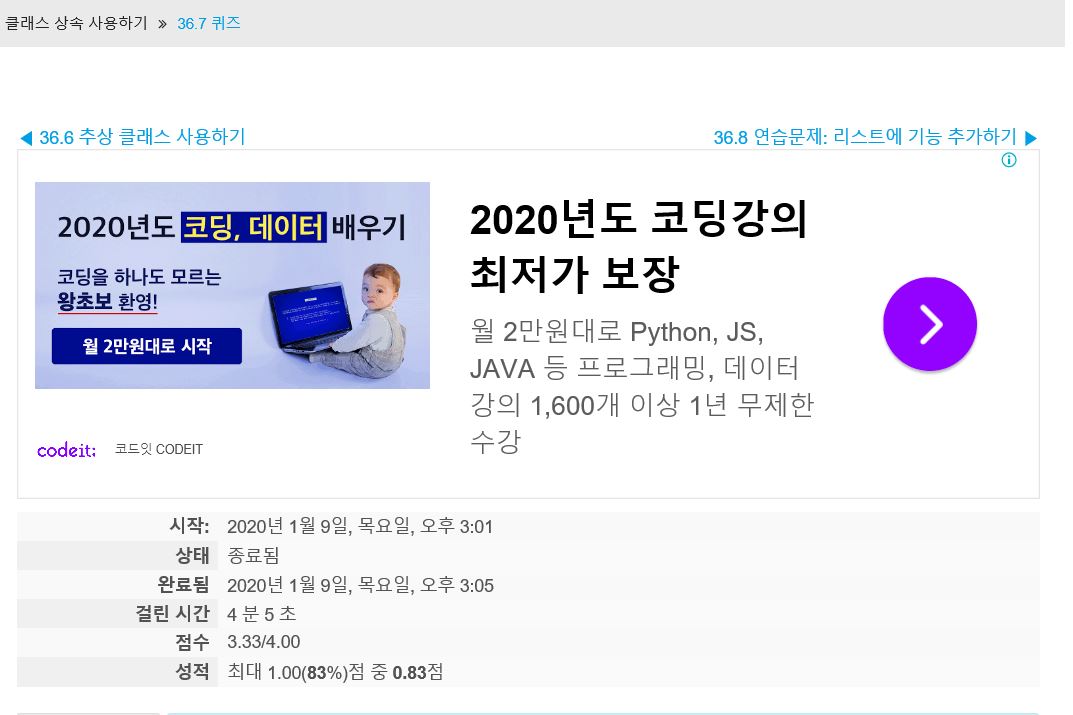 클래스 상속 사용하기 » 36.7 퀴즈
◀ 36.6 추상 클래스 사용하기
36.8 연습문제: 리스트에 기능 추가하기 ▶
2020년도 코딩, 데이터 배우기
코딩을 하나도 모르는
왕초보 환영!
월 2만원대로 시작
codeit:
코드잇 CODEIT
2020년도 코딩강의
최저가 보장
월 2만원대로 Python, JS,
JAVA 등 프로그래밍, 데이터
강의 1,600개 이상 1년 무제한
수강
시작: 2020년 1월 9일, 목요일, 오후 3:01
상태 종료됨
완료됨 2020년 1월 9일, 목요일, 오후 3:05
걸린 시간 4 분 5 초
점수 3.33/4.00
성적 최대 1.00(83%)점 중 0.83점